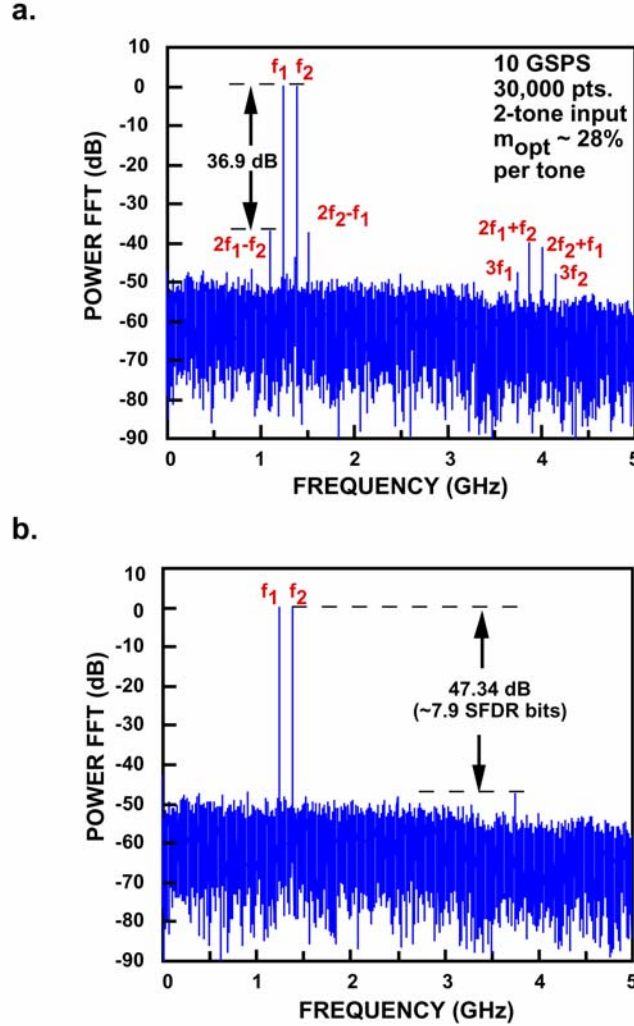 a.
10
0
-10
-20
-30
-40
-50
-60
-70
-80
-90
POWER FFT (dB)
f1 f2
36.9 dB
2f1-f2
2f2-f1
10 GSPS
30,000 pts.
2-tone input
mopt ~ 28%
per tone
2f1+f2
2f2+f1
3f1
3f2
0 1 2 3 4 5
FREQUENCY (GHz)
b.
10
0
-10
-20
-30
-40
-50
-60
-70
-80
-90
POWER FFT (dB)
f1 f2
47.34 dB
(~7.9 SFDR bits)
0 1 2 3 4 5
FREQUENCY (GHz)